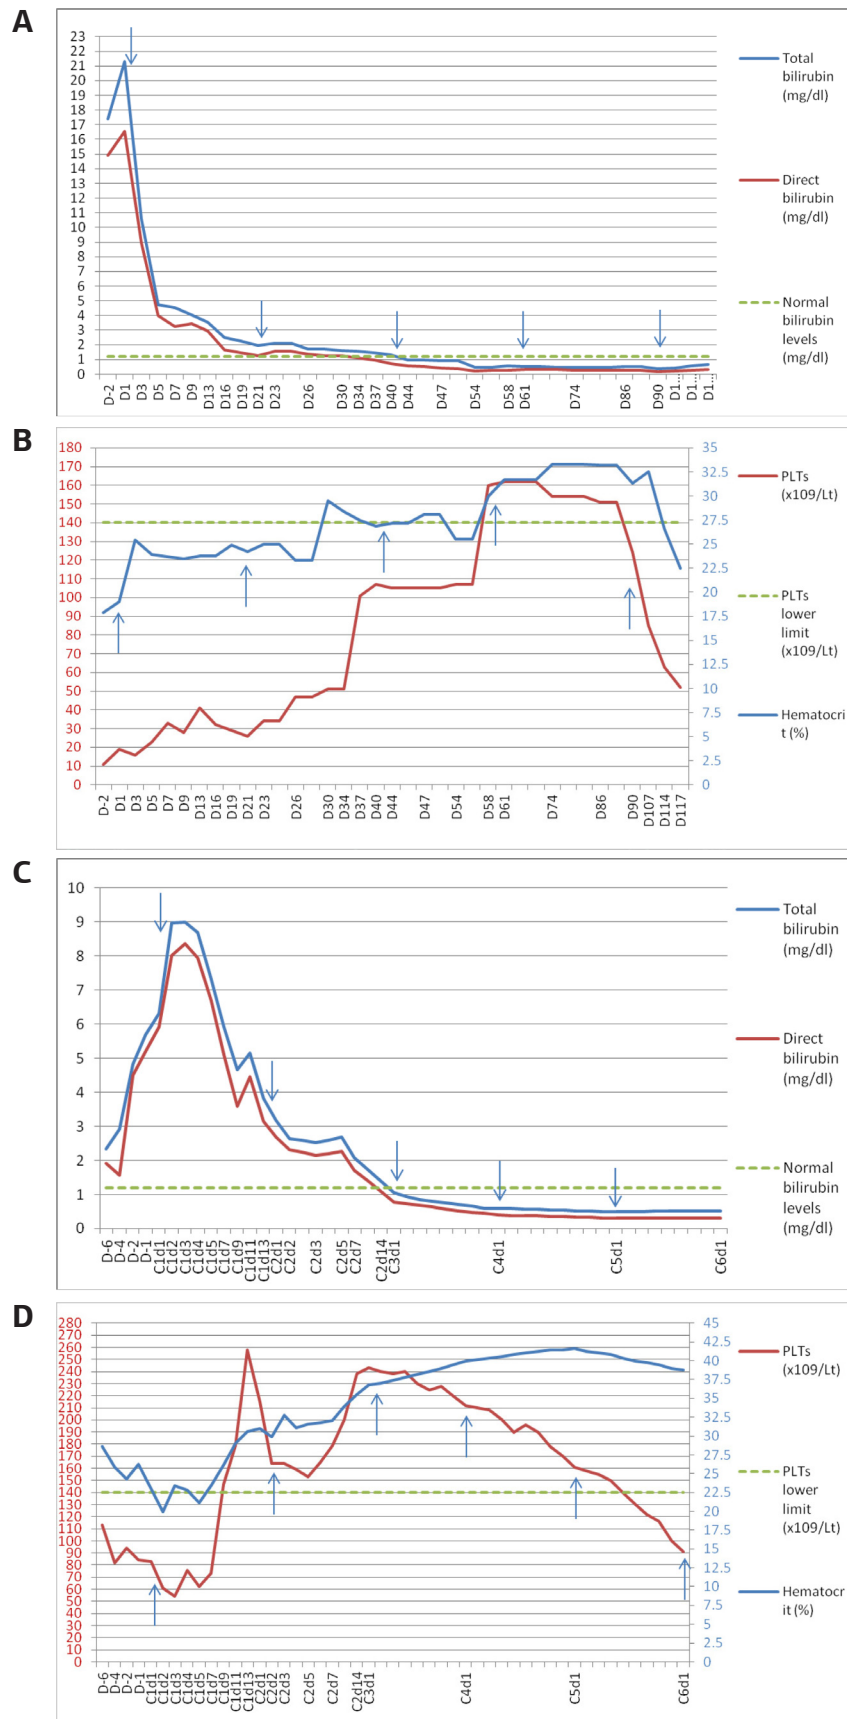 A
23
22
21
20
19
18
17
16
15
14
13
12
11
10
9
8
7
6
5
4
3
2
1
0
D-2
D1
D3
D5
D7
D9
D13
D16
D19
D21
D23
D26
D30
D34
D37
D40
D44
D47
D54
D58
D61
D74
D86
D90
D1...
D1...
D1...
Total
bilirubin
(mg/dl)
Direct
bilirubin
(mg/dl)
Normal
bilirubin
levels
(mg/dl)
B
180
170
160
150
140
130
120
110
100
90
80
70
60
50
40
30
20
10
0
35
32.5
30
27.5
25
22.5
20
17.5
15
12.5
10
7.5
5
2.5
0
D-2
D1
D3
D5
D7
D9
D13
D16
D19
D21
D23
D26
D30
D34
D37
D40
D44
D47
D54
D58
D61
D74
D86
D90
D107
D114
D117
PLTs
(x109/Lt)
PLTs
lower
limit
(x109/Lt)
Hematocri
t (%)
C
10
9
8
7
6
5
4
3
2
1
0
D-6
D-4
D-2
D-1
C1d1
C1d2
C1d3
C1d4
C1d5
C1d7
C1d9
C1d11
C1d13
C2d1
C2d2
C2d3
C2d5
C2d7
C2d14
C3d1
C4d1
C5d1
C6d1
Total
bilirubin
(mg/dl)
Direct
bilirubin
(mg/dl)
Normal
bilirubin
levels
(mg/dl)
D
280
270
260
250
240
230
220
210
200
190
180
170
160
150
140
130
120
110
100
90
80
70
60
50
40
30
20
10
0
45
42.5
40
37.5
35
32.5
30
27.5
25
22.5
20
17.5
15
12.5
10
7.5
5
2.5
0
D-6
D-4
D-2
D-1
C1d1
C1d2
C1d3
C1d4
C1d5
C1d7
C1d9
C1d11
C1d13
C2d1
C2d2
C2d3
C2d5
C2d7
C2d14
C3d1
C4d1
C5d1
C6d1
PLTs
(x109/Lt)
PLTs
lower
limit
(x109/Lt)
Hematocr
it (%)